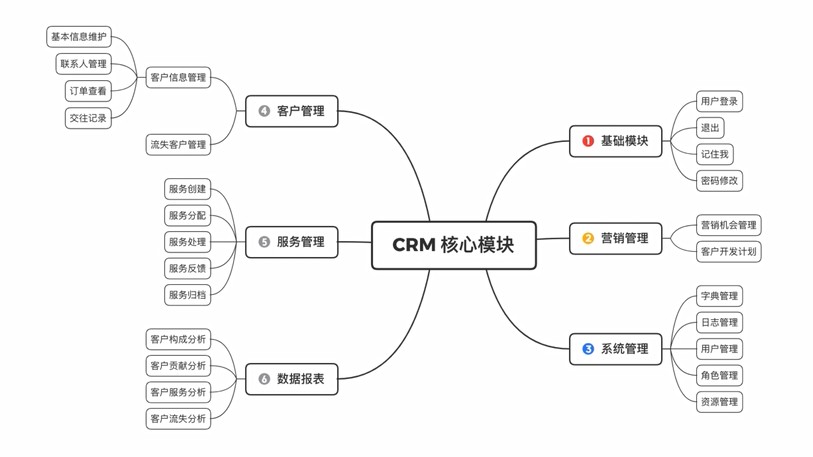 CRM 核心模块
1 基础模块
用户登录
退出
记住我
密码修改
2 营销管理
营销机会管理
客户开发计划
3 系统管理
字典管理
日志管理
用户管理
角色管理
资源管理
4 客户管理
客户信息管理
基本信息维护
联系人管理
订单查看
交往记录
流失客户管理
5 服务管理
服务创建
服务分配
服务处理
服务反馈
服务归档
6 数据报表
客户构成分析
客户贡献分析
客户服务分析
客户流失分析